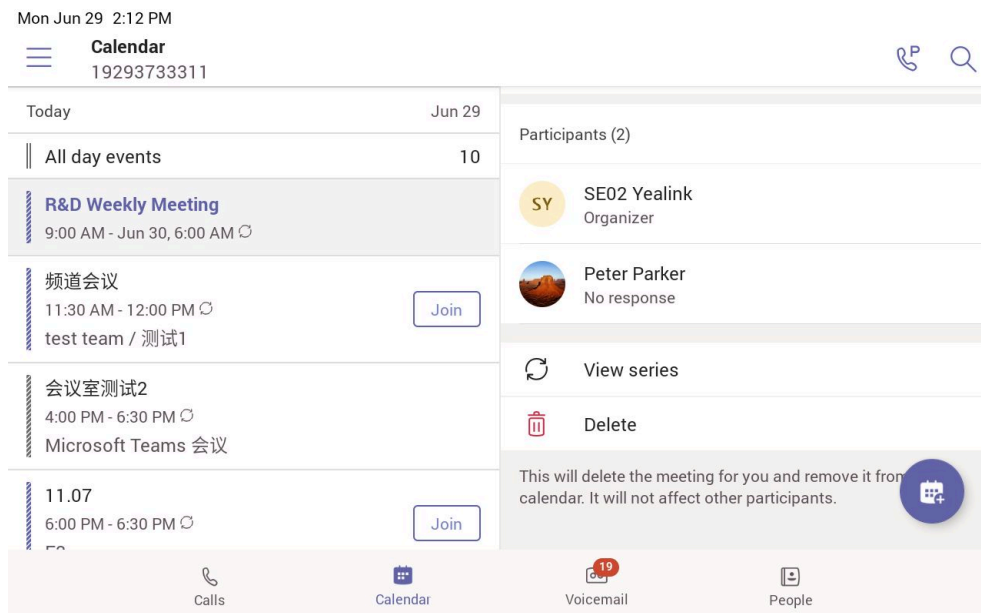 Mon Jun 29 2:12 PM
Calendar
19293733311
P
Today Jun 29
All day events 10
R&D Weekly Meeting
9:00 AM - Jun 30, 6:00 AM
频道会议
11:30 AM - 12:00 PM
Join
test team / 测试1
会议室测试2
4:00 PM - 6:30 PM
Microsoft Teams 会议
11.07
6:00 PM - 6:30 PM
Join
Participants (2)
SY
SE02 Yealink
Organizer
Peter Parker
No response
View series
Delete
This will delete the meeting for you and remove it from
calendar. It will not affect other participants.
Calls
Calendar
19
Voicemail
People